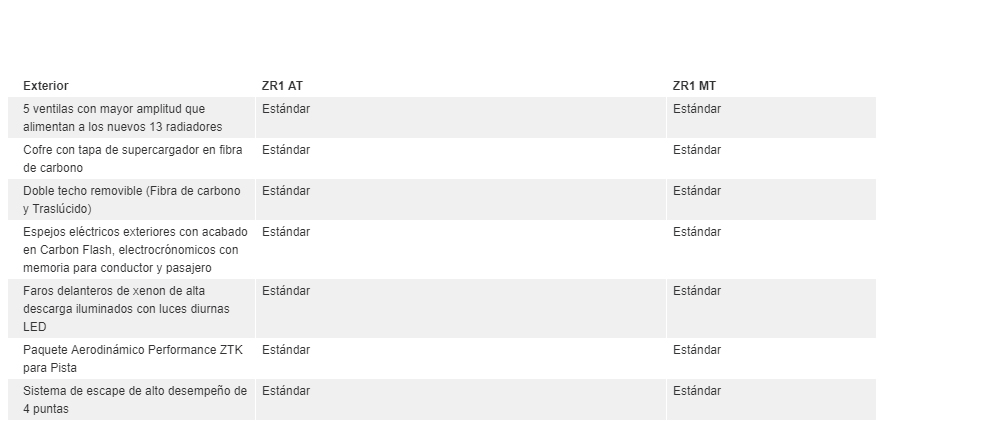 Exterior ZR1 AT ZR1 MT
5 ventilas con mayor amplitud que Estándar Estándar
alimentan a los nuevos 13 radiadores
Cofre con tapa de supercargador en fibra Estándar Estándar
de carbono
Doble techo removible (Fibra de carbono Estándar Estándar
y Traslúcido)
Espejos eléctricos exteriores con acabado Estándar Estándar
en Carbon Flash, electrocrónomicos con
memoria para conductor y pasajero
Faros delanteros de xenon de alta Estándar Estándar
descarga iluminados con luces diurnas
LED
Paquete Aerodinámico Performance ZTK Estándar Estándar
para Pista
Sistema de escape de alto desempeño de Estándar Estándar
4 puntas